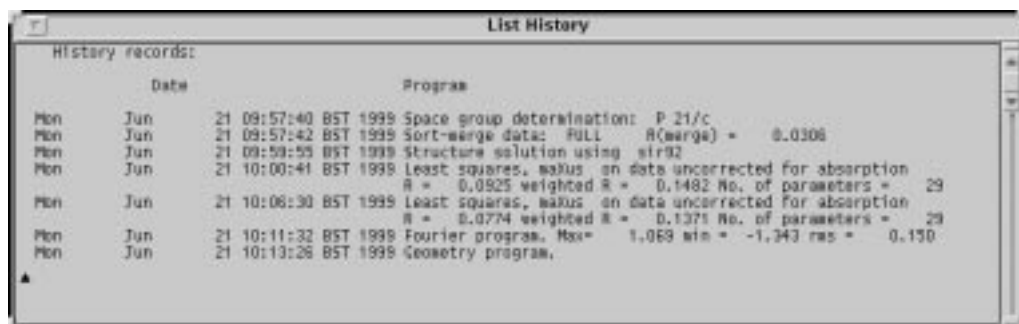 List History
History records:
Date Program
Mon Jun 21 09:57:40 BST 1999 Space group determination: P 21/c
Mon Jun 21 09:57:42 BST 1999 Sort-merge data: FULL R(merge) = 0.0306
Mon Jun 21 09:59:55 BST 1999 Structure solution using sir92
Mon Jun 21 10:00:41 BST 1999 Least squares, maXus on data uncorrected for absorption
R = 0.0925 weighted R = 0.1482 No. of parameters = 29
Mon Jun 21 10:06:30 BST 1999 Least squares, maXus on data uncorrected for absorption
R = 0.0774 weighted R = 0.1371 No. of parameters = 29
Mon Jun 21 10:11:32 BST 1999 Fourier program. Max= 1.069 min = -1.343 rms = 0.150
Mon Jun 21 10:13:26 BST 1999 Geometry program.